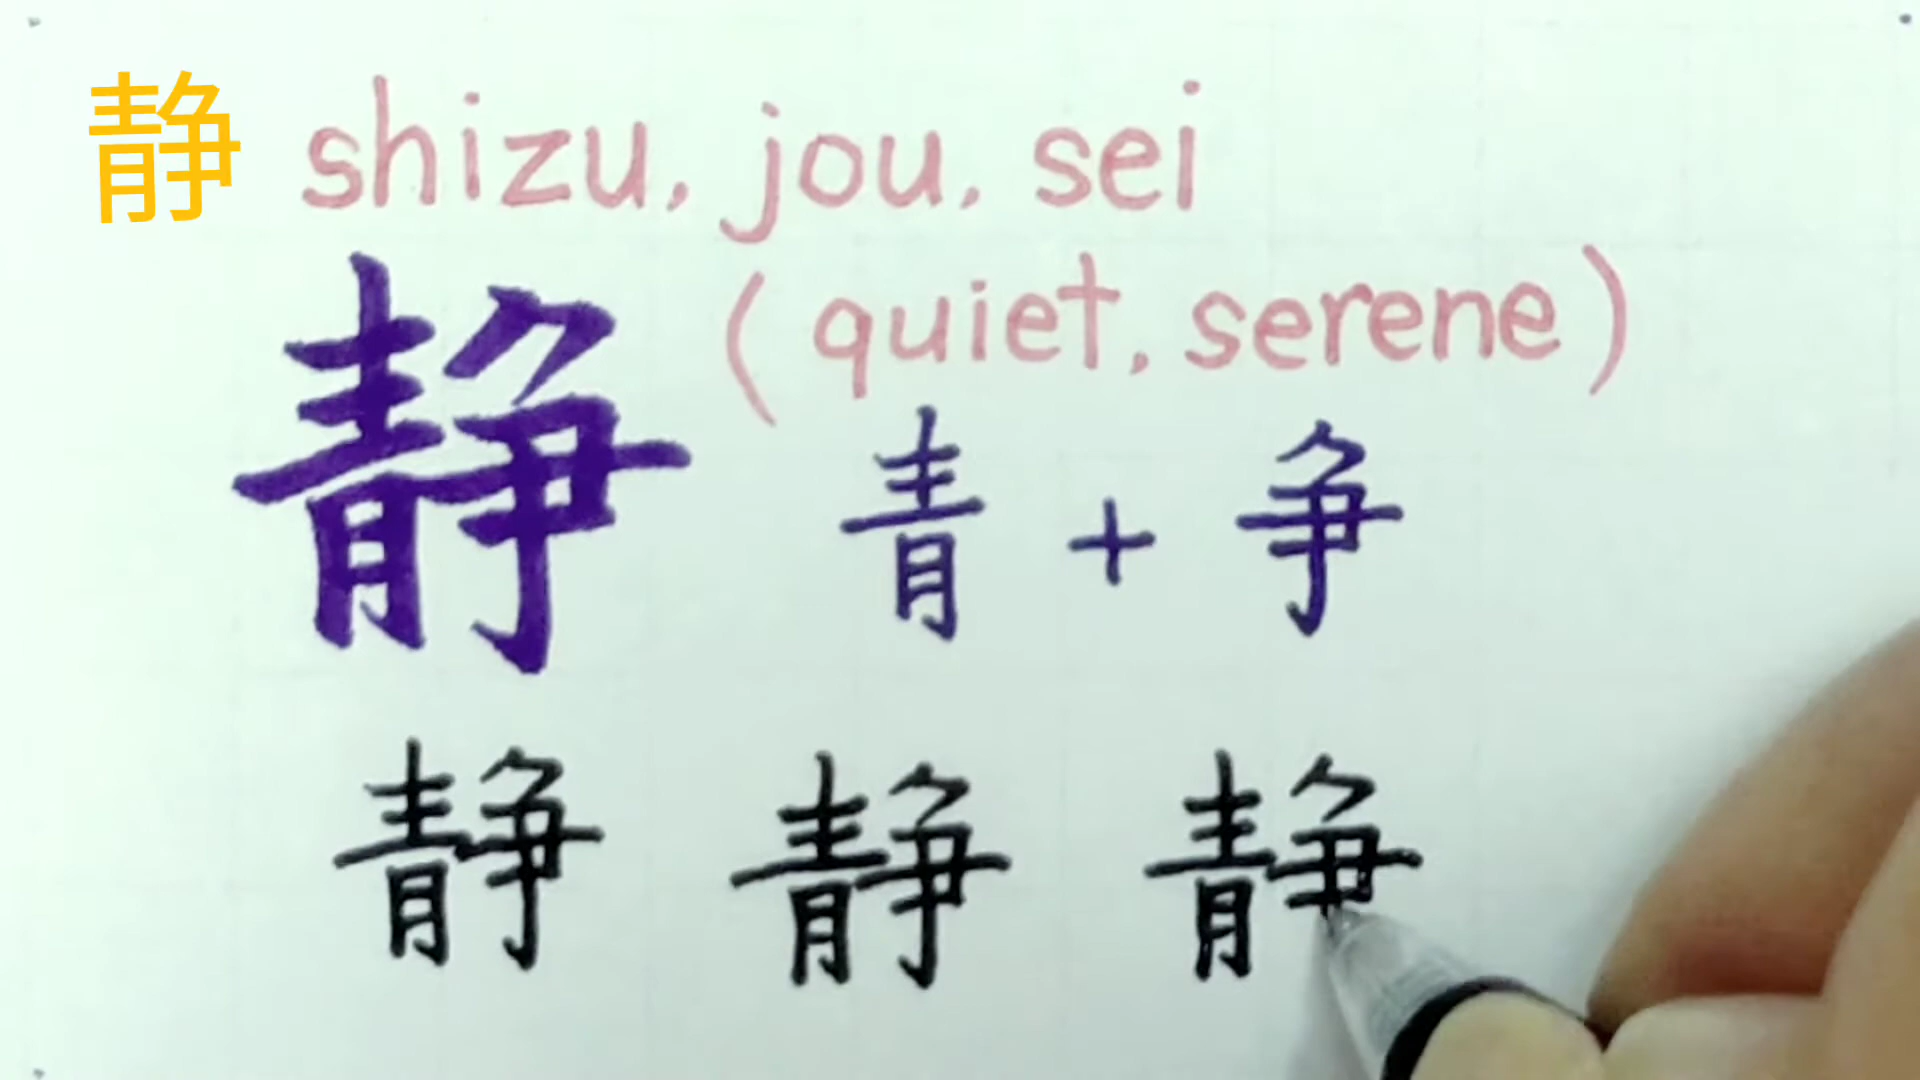 静 shizu, jou, sei
静 (quiet, serene)
青 + 争
静 静 静